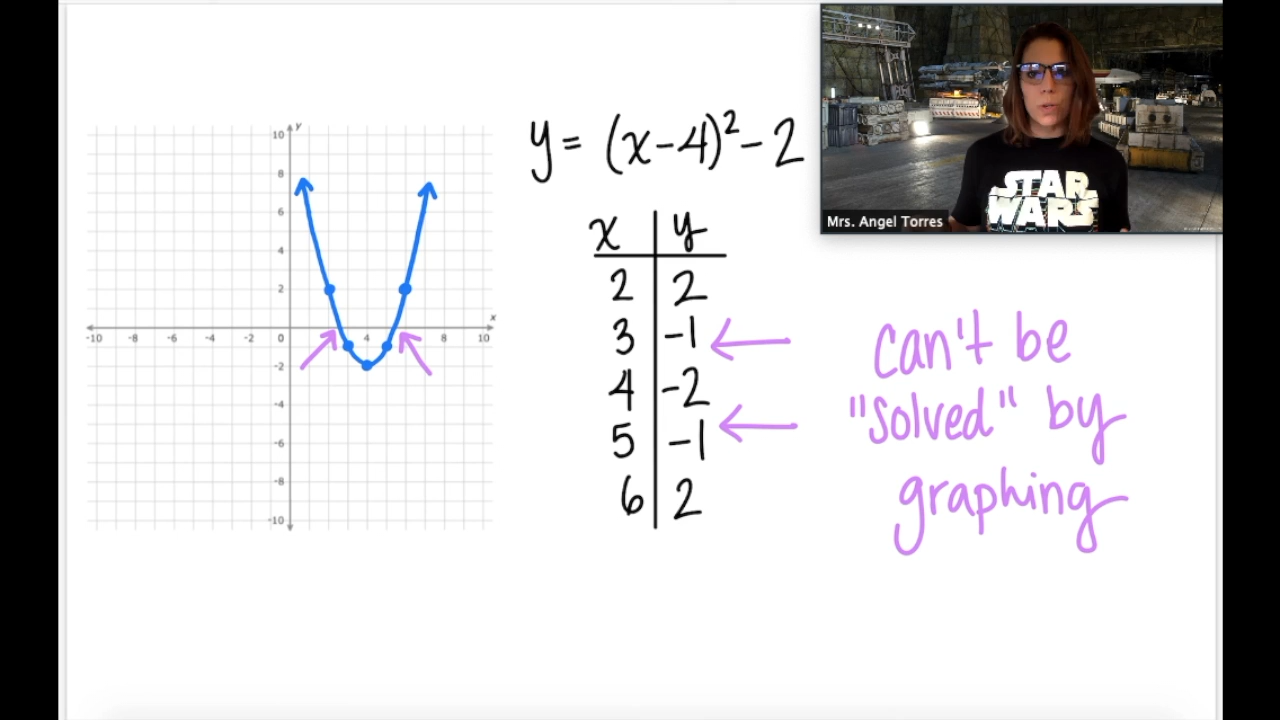 y = (x-4)² - 2
STAR
WARS
Mrs. Angel Torres
x y
2 2
3 -1
4 -2
5 -1
6 2
can't be
"solved" by
graphing
y
10
8
6
4
2
x
-10 -8 -6 -4 -2 0 4 8 10
-2
-4
-6
-8
-10